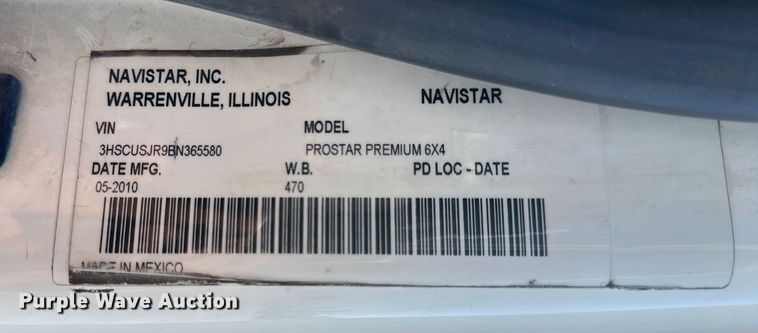 NAVISTAR, INC.
WARRENVILLE, ILLINOIS NAVISTAR
VIN MODEL
3HSCUSJR9BN365580 PROSTAR PREMIUM 6X4
DATE MFG. W.B. PD LOC - DATE
05-2010 470
MADE IN MEXICO
Purple Wave Auction